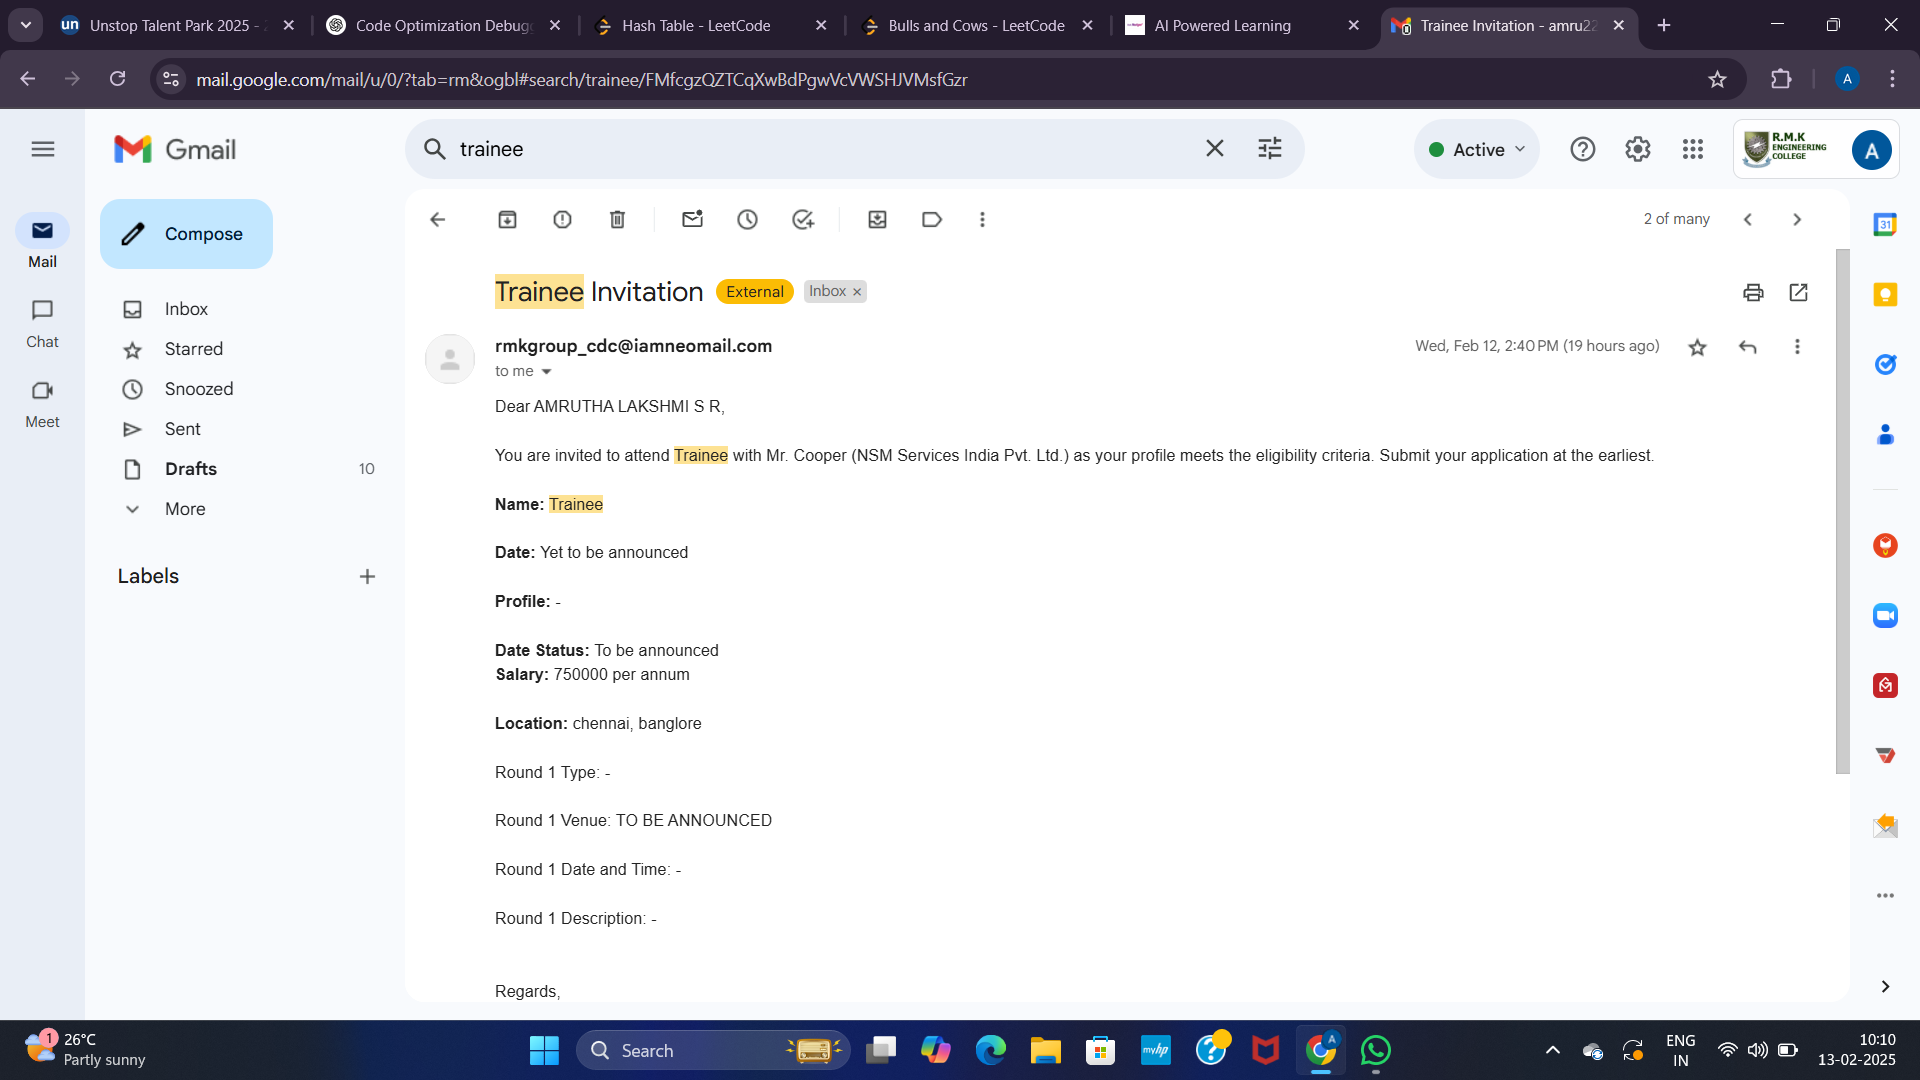 Unstop Talent Park 2025 -
Code Optimization Debugg
Hash Table - LeetCode
Bulls and Cows - LeetCode
AI Powered Learning
Trainee Invitation - amru22
mail.google.com/mail/u/0/?tab=rm&ogbl#search/trainee/FMfcgzQZTCqXwBdPgwVcVWSHJVMsfGzr
A
Gmail
trainee
Active
R.M.K
ENGINEERING
COLLEGE
A
Compose
Mail
Chat
Meet
Inbox
Starred
Snoozed
Sent
Drafts 10
More
Labels
2 of many
Trainee Invitation External Inbox
rmkgroup_cdc@iamneomail.com
Wed, Feb 12, 2:40 PM (19 hours ago)
to me
Dear AMRUTHA LAKSHMI S R,
You are invited to attend Trainee with Mr. Cooper (NSM Services India Pvt. Ltd.) as your profile meets the eligibility criteria. Submit your application at the earliest.
Name: Trainee
Date: Yet to be announced
Profile: -
Date Status: To be announced
Salary: 750000 per annum
Location: chennai, banglore
Round 1 Type: -
Round 1 Venue: TO BE ANNOUNCED
Round 1 Date and Time: -
Round 1 Description: -
Regards,
31
1
26°C
Partly sunny
Search
myhp
A
ENG
IN
10:10
13-02-2025